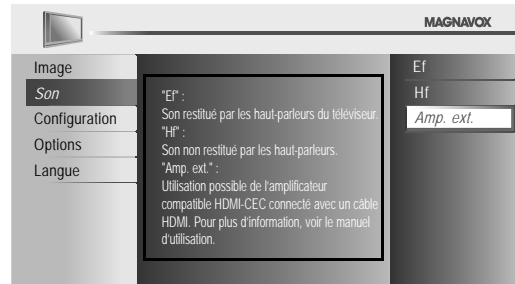 MAGNAVOX
Image
Son
Configuration
Options
Langue
"Ef" :
Son restitué par les haut-parleurs du téléviseur.
"Hf" :
Son non restitué par les haut-parleurs.
"Amp. ext." :
Utilisation possible de l'amplificateur
compatible HDMI-CEC connecté avec un câble
HDMI. Pour plus d'information, voir le manuel
d'utilisation.
Ef
Hf
Amp. ext.